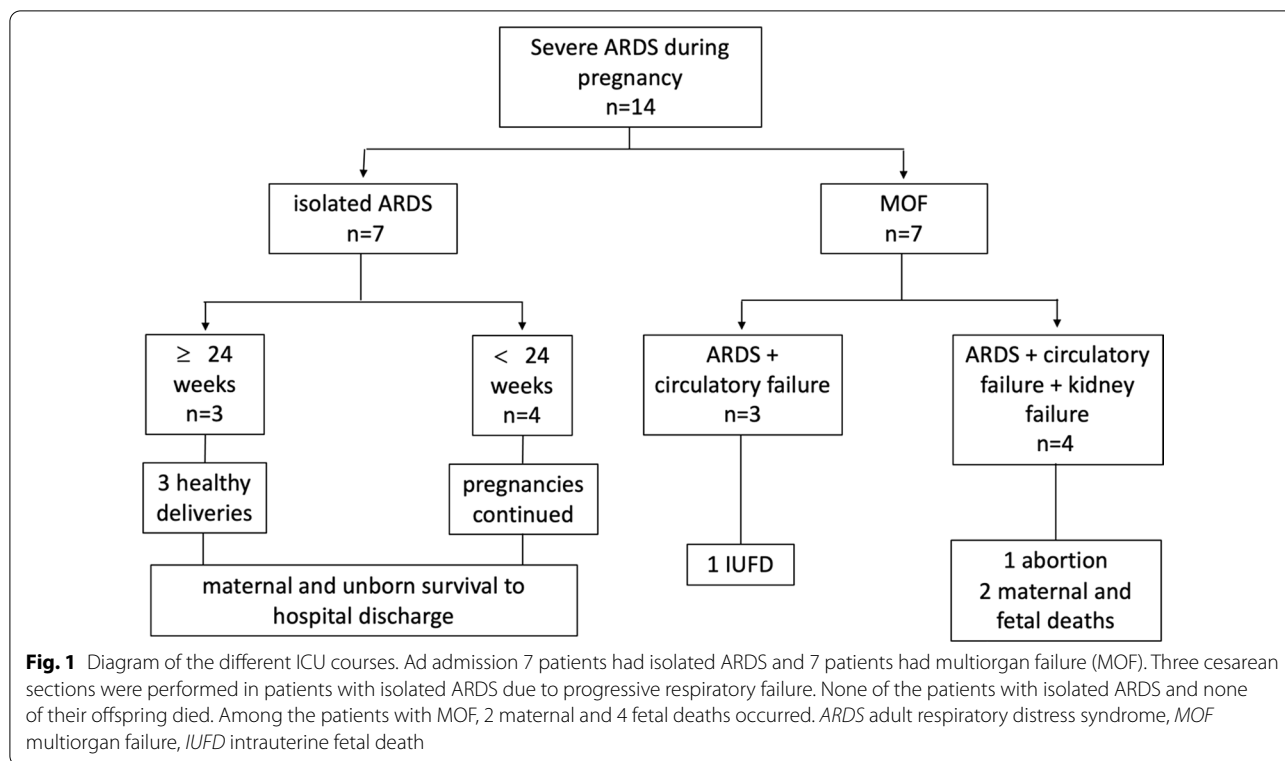 Severe ARDS during
pregnancy
n=14
isolated ARDS
n=7
MOF
n=7
≥ 24
weeks
n=3
< 24
weeks
n=4
ARDS +
circulatory failure
n=3
ARDS + circulatory
failure + kidney
failure
n=4
3 healthy
deliveries
pregnancies
continued
1 IUFD
1 abortion
2 maternal and
fetal deaths
maternal and unborn survival to
hospital discharge
Fig. 1 Diagram of the different ICU courses. Ad admission 7 patients had isolated ARDS and 7 patients had multiorgan failure (MOF). Three cesarean
sections were performed in patients with isolated ARDS due to progressive respiratory failure. None of the patients with isolated ARDS and none
of their offspring died. Among the patients with MOF, 2 maternal and 4 fetal deaths occurred. ARDS adult respiratory distress syndrome, MOF
multiorgan failure, IUFD intrauterine fetal death